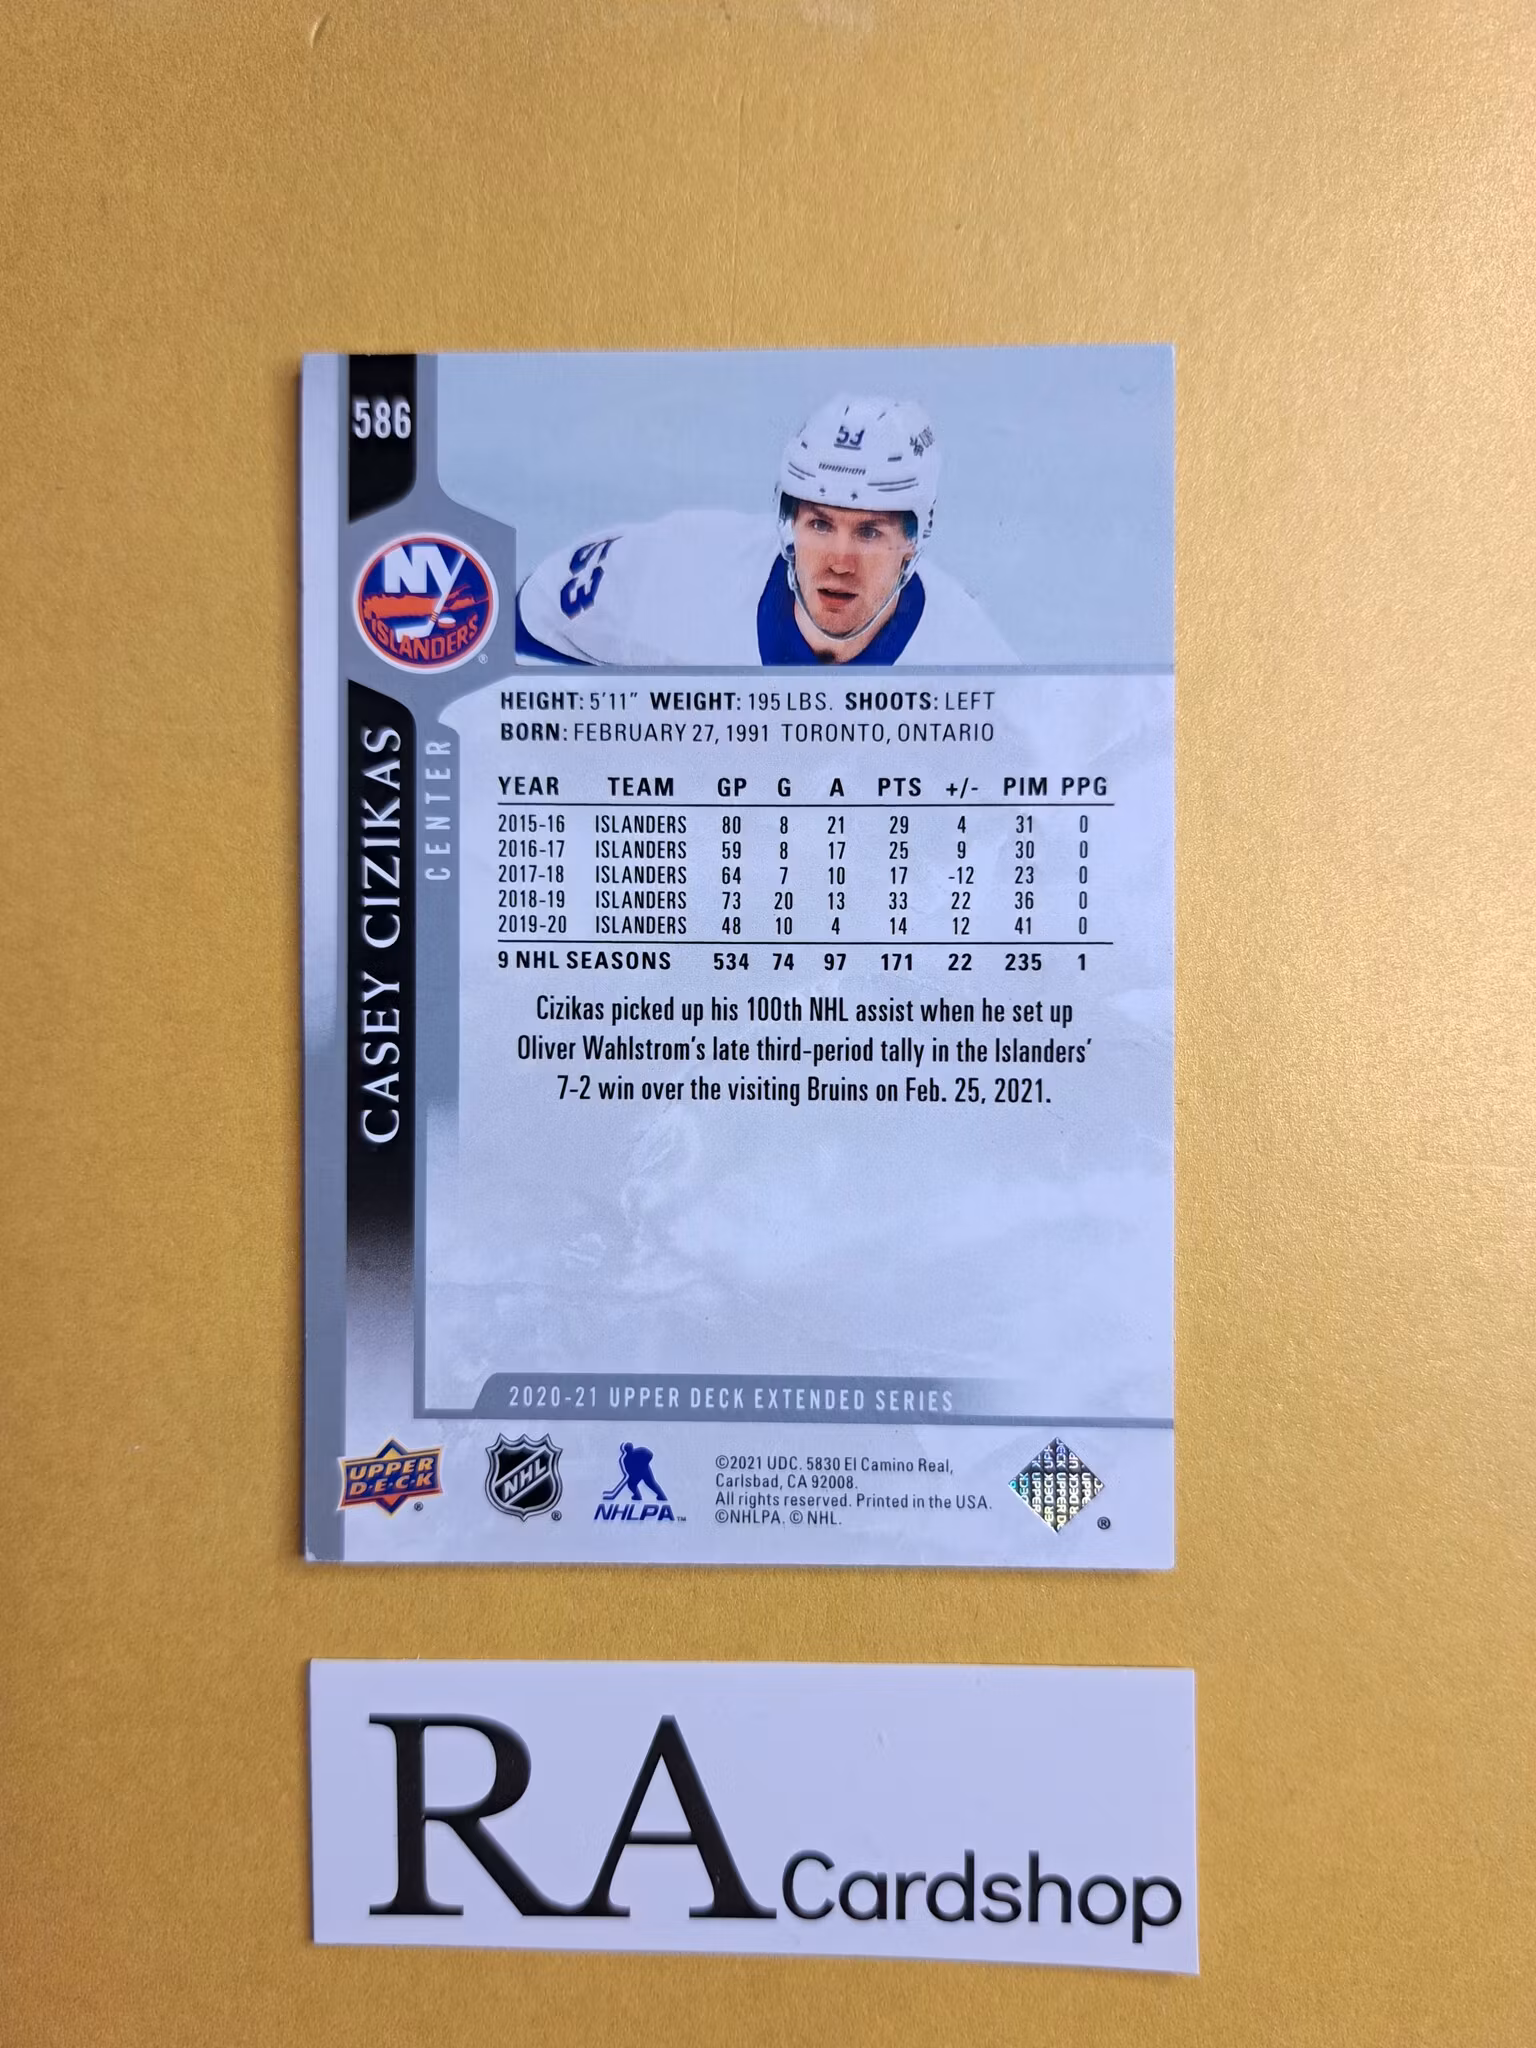 586
53
WARRIOR
53
NY
ISLANDERS
®
CASEY CIZIKAS
CENTER
HEIGHT: 5'11" WEIGHT: 195 LBS. SHOOTS: LEFT
BORN: FEBRUARY 27, 1991 TORONTO, ONTARIO
YEAR TEAM GP G A PTS +/- PIM PPG
2015-16 ISLANDERS 80 8 21 29 4 31 0
2016-17 ISLANDERS 59 8 17 25 9 30 0
2017-18 ISLANDERS 64 7 10 17 -12 23 0
2018-19 ISLANDERS 73 20 13 33 22 36 0
2019-20 ISLANDERS 48 10 4 14 12 41 0
9 NHL SEASONS 534 74 97 171 22 235 1
Cizikas picked up his 100th NHL assist when he set up
Oliver Wahlstrom's late third-period tally in the Islanders'
7-2 win over the visiting Bruins on Feb. 25, 2021.
2020-21 UPPER DECK EXTENDED SERIES
UPPER
D·E·C·K
®
NHL
®
NHLPA™
©2021 UDC. 5830 El Camino Real,
Carlsbad, CA 92008.
All rights reserved. Printed in the USA.
©NHLPA. © NHL.
UPPER DECK
®
RA Cardshop